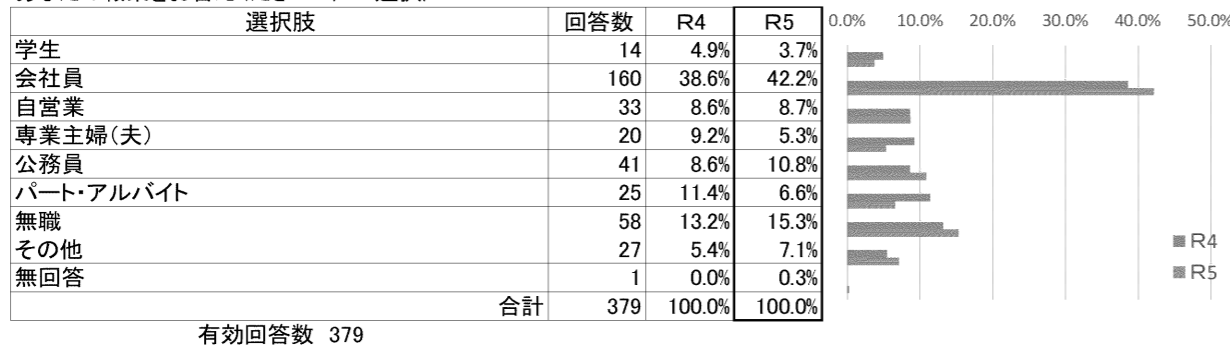 選択肢 回答数 R4 R5
学生 14 4.9% 3.7%
会社員 160 38.6% 42.2%
自営業 33 8.6% 8.7%
専業主婦(夫) 20 9.2% 5.3%
公務員 41 8.6% 10.8%
パート・アルバイト 25 11.4% 6.6%
無職 58 13.2% 15.3%
その他 27 5.4% 7.1%
無回答 1 0.0% 0.3%
合計 379 100.0% 100.0%
有効回答数 379
0.0% 10.0% 20.0% 30.0% 40.0% 50.0%
R4
R5